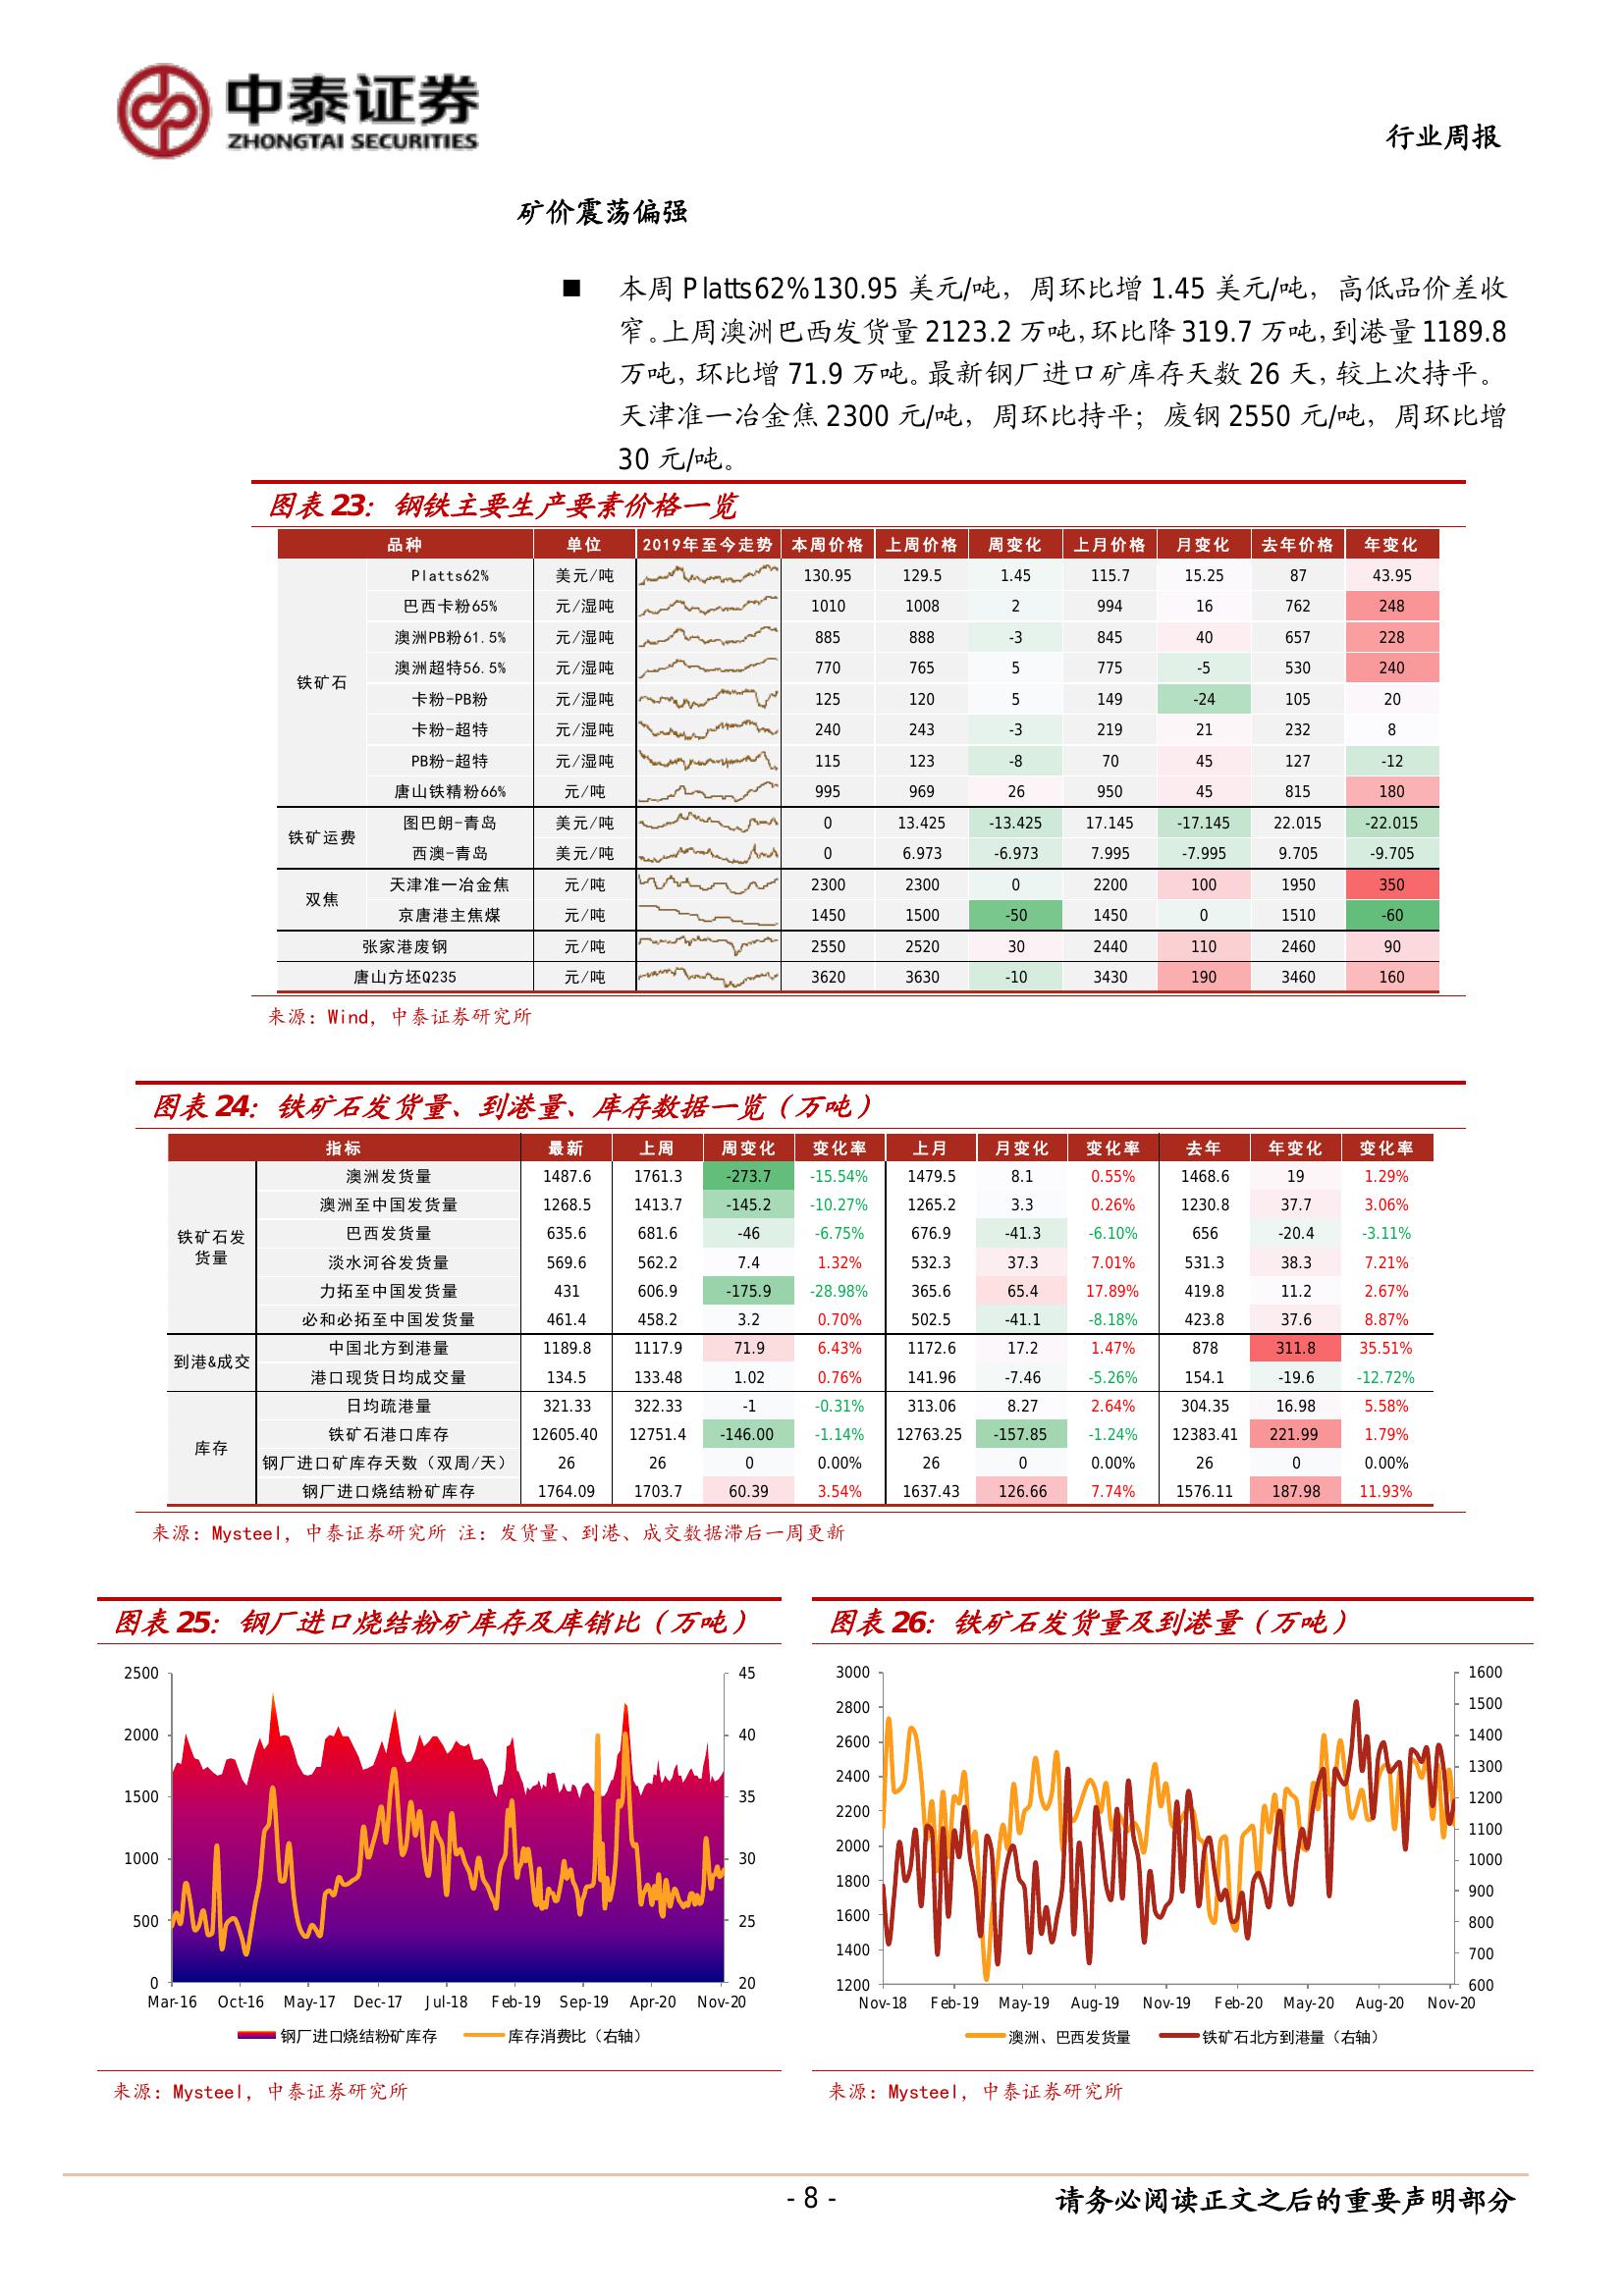 中泰证券
ZHONGTAI SECURITIES
行业周报
矿价震荡偏强
■ 本周 Platts62%130.95 美元/吨，周环比增 1.45 美元/吨，高低品价差收
窄。上周澳洲巴西发货量 2123.2 万吨，环比降 319.7 万吨，到港量 1189.8
万吨，环比增 71.9 万吨。最新钢厂进口矿库存天数 26 天，较上次持平。
天津准一冶金焦 2300 元/吨，周环比持平；废钢 2550 元/吨，周环比增
30 元/吨。
图表 23：钢铁主要生产要素价格一览
品种 单位 2019年至今走势 本周价格 上周价格 周变化 上月价格 月变化 去年价格 年变化
铁矿石
Platts62% 美元/吨 130.95 129.5 1.45 115.7 15.25 87 43.95
巴西卡粉65% 元/湿吨 1010 1008 2 994 16 762 248
澳洲PB粉61.5% 元/湿吨 885 888 -3 845 40 657 228
澳洲超特56.5% 元/湿吨 770 765 5 775 -5 530 240
卡粉-PB粉 元/湿吨 125 120 5 149 -24 105 20
卡粉-超特 元/湿吨 240 243 -3 219 21 232 8
PB粉-超特 元/湿吨 115 123 -8 70 45 127 -12
唐山铁精粉66% 元/吨 995 969 26 950 45 815 180
铁矿运费
图巴朗-青岛 美元/吨 0 13.425 -13.425 17.145 -17.145 22.015 -22.015
西澳-青岛 美元/吨 0 6.973 -6.973 7.995 -7.995 9.705 -9.705
双焦
天津准一冶金焦 元/吨 2300 2300 0 2200 100 1950 350
京唐港主焦煤 元/吨 1450 1500 -50 1450 0 1510 -60
张家港废钢 元/吨 2550 2520 30 2440 110 2460 90
唐山方坯Q235 元/吨 3620 3630 -10 3430 190 3460 160
来源：Wind，中泰证券研究所
图表 24：铁矿石发货量、到港量、库存数据一览（万吨）
指标 最新 上周 周变化 变化率 上月 月变化 变化率 去年 年变化 变化率
铁矿石发
货量
澳洲发货量 1487.6 1761.3 -273.7 -15.54% 1479.5 8.1 0.55% 1468.6 19 1.29%
澳洲至中国发货量 1268.5 1413.7 -145.2 -10.27% 1265.2 3.3 0.26% 1230.8 37.7 3.06%
巴西发货量 635.6 681.6 -46 -6.75% 676.9 -41.3 -6.10% 656 -20.4 -3.11%
淡水河谷发货量 569.6 562.2 7.4 1.32% 532.3 37.3 7.01% 531.3 38.3 7.21%
力拓至中国发货量 431 606.9 -175.9 -28.98% 365.6 65.4 17.89% 419.8 11.2 2.67%
必和必拓至中国发货量 461.4 458.2 3.2 0.70% 502.5 -41.1 -8.18% 423.8 37.6 8.87%
到港&成交
中国北方到港量 1189.8 1117.9 71.9 6.43% 1172.6 17.2 1.47% 878 311.8 35.51%
港口现货日均成交量 134.5 133.48 1.02 0.76% 141.96 -7.46 -5.26% 154.1 -19.6 -12.72%
库存
日均疏港量 321.33 322.33 -1 -0.31% 313.06 8.27 2.64% 304.35 16.98 5.58%
铁矿石港口库存 12605.40 12751.4 -146.00 -1.14% 12763.25 -157.85 -1.24% 12383.41 221.99 1.79%
钢厂进口矿库存天数（双周/天） 26 26 0 0.00% 26 0 0.00% 26 0 0.00%
钢厂进口烧结粉矿库存 1764.09 1703.7 60.39 3.54% 1637.43 126.66 7.74% 1576.11 187.98 11.93%
来源：Mysteel，中泰证券研究所 注：发货量、到港、成交数据滞后一周更新
图表 25：钢厂进口烧结粉矿库存及库销比（万吨）
2500 45
2000 40
1500 35
1000 30
500 25
0 20
Mar-16 Oct-16 May-17 Dec-17 Jul-18 Feb-19 Sep-19 Apr-20 Nov-20
钢厂进口烧结粉矿库存 库存消费比（右轴）
来源：Mysteel，中泰证券研究所
图表 26：铁矿石发货量及到港量（万吨）
3000 1600
2800 1500
2600 1400
2400 1300
2200 1200
2000 1100
1800 1000
1600 900
1400 800
1200 700
600
Nov-18 Feb-19 May-19 Aug-19 Nov-19 Feb-20 May-20 Aug-20 Nov-20
澳洲、巴西发货量 铁矿石北方到港量（右轴）
来源：Mysteel，中泰证券研究所
- 8 -
请务必阅读正文之后的重要声明部分